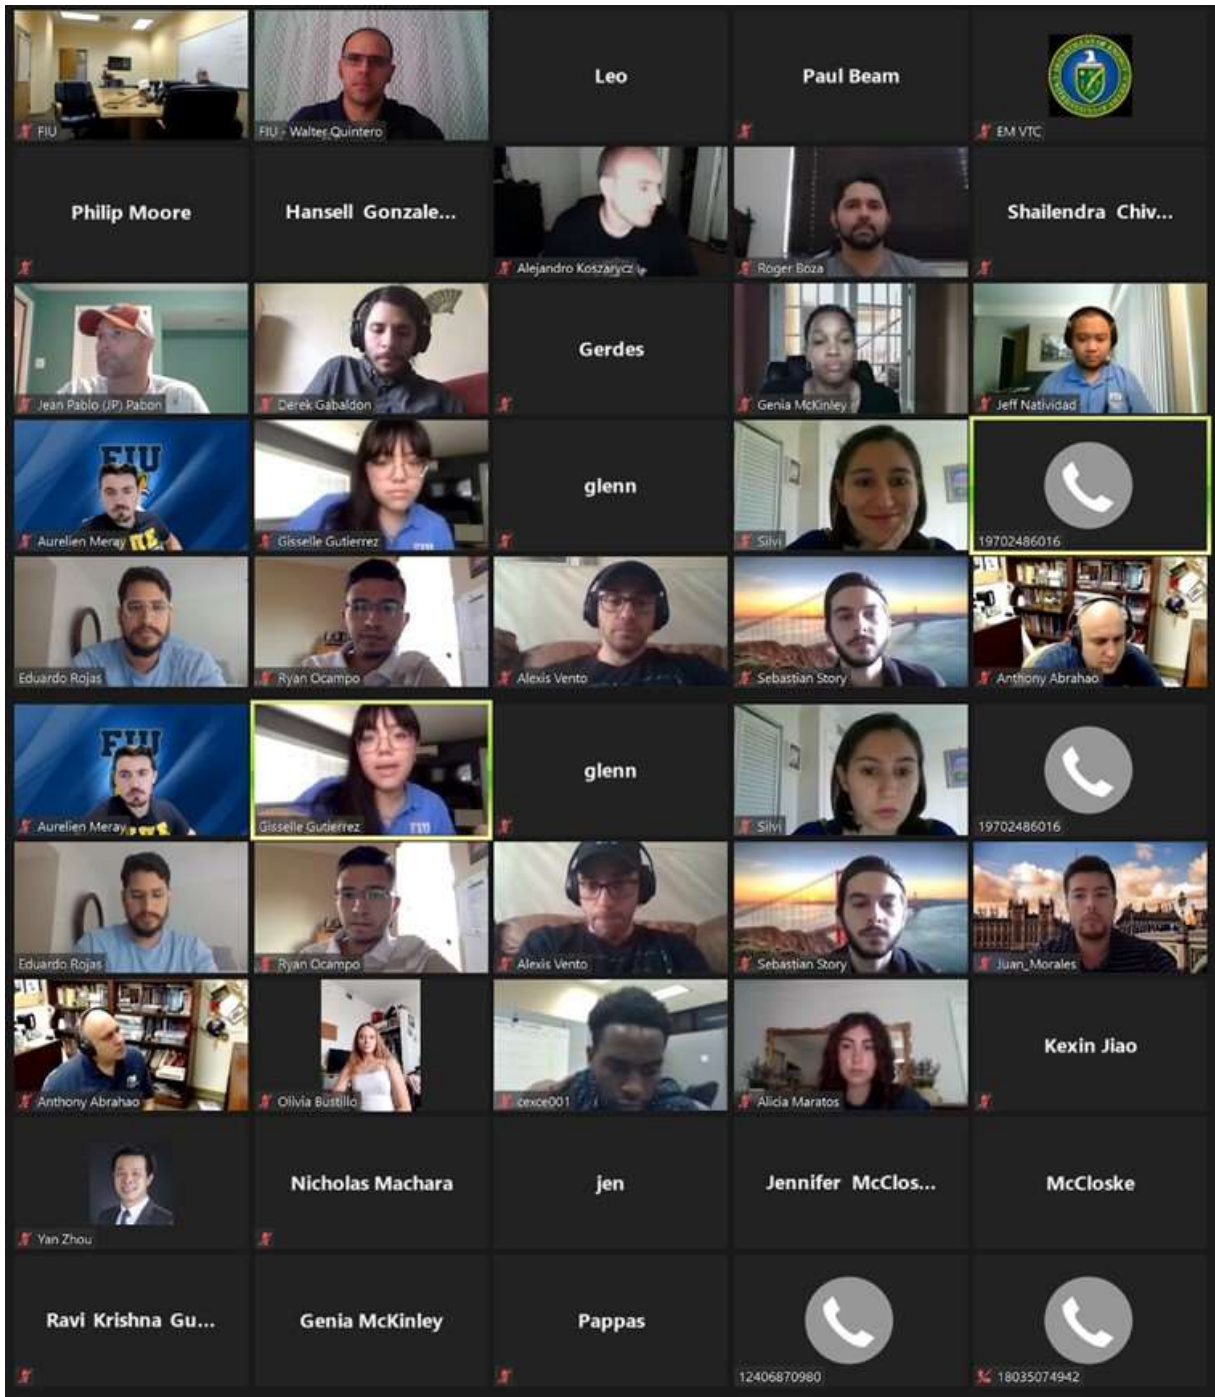 FIU
FIU - Walter Quintero
Leo
Paul Beam
EM VTC
Philip Moore
Hansell Gonzale...
Alejandro Koszarycz
Roger Boza
Shailendra Chiv...
Jean Pablo (JP) Pabon
Derek Gabaldon
Gerdes
Genia McKinley
Jeff Natividad
FIU
Aurelien Meray
Gisselle Gutierrez
glenn
Silvi
19702486016
Eduardo Rojas
Ryan Ocampo
Alexis Vento
Sebastian Story
Anthony Abrahao
FIU
Aurelien Meray
FIU
Gisselle Gutierrez
glenn
Silvi
19702486016
Eduardo Rojas
Ryan Ocampo
Alexis Vento
Sebastian Story
Juan_Morales
Anthony Abrahao
Olivia Bustillo
cexce001
Alicia Maratos
Kexin Jiao
Yan Zhou
Nicholas Machara
jen
Jennifer McClos...
McCloske
Ravi Krishna Gu...
Genia McKinley
Pappas
12406870980
18035074942